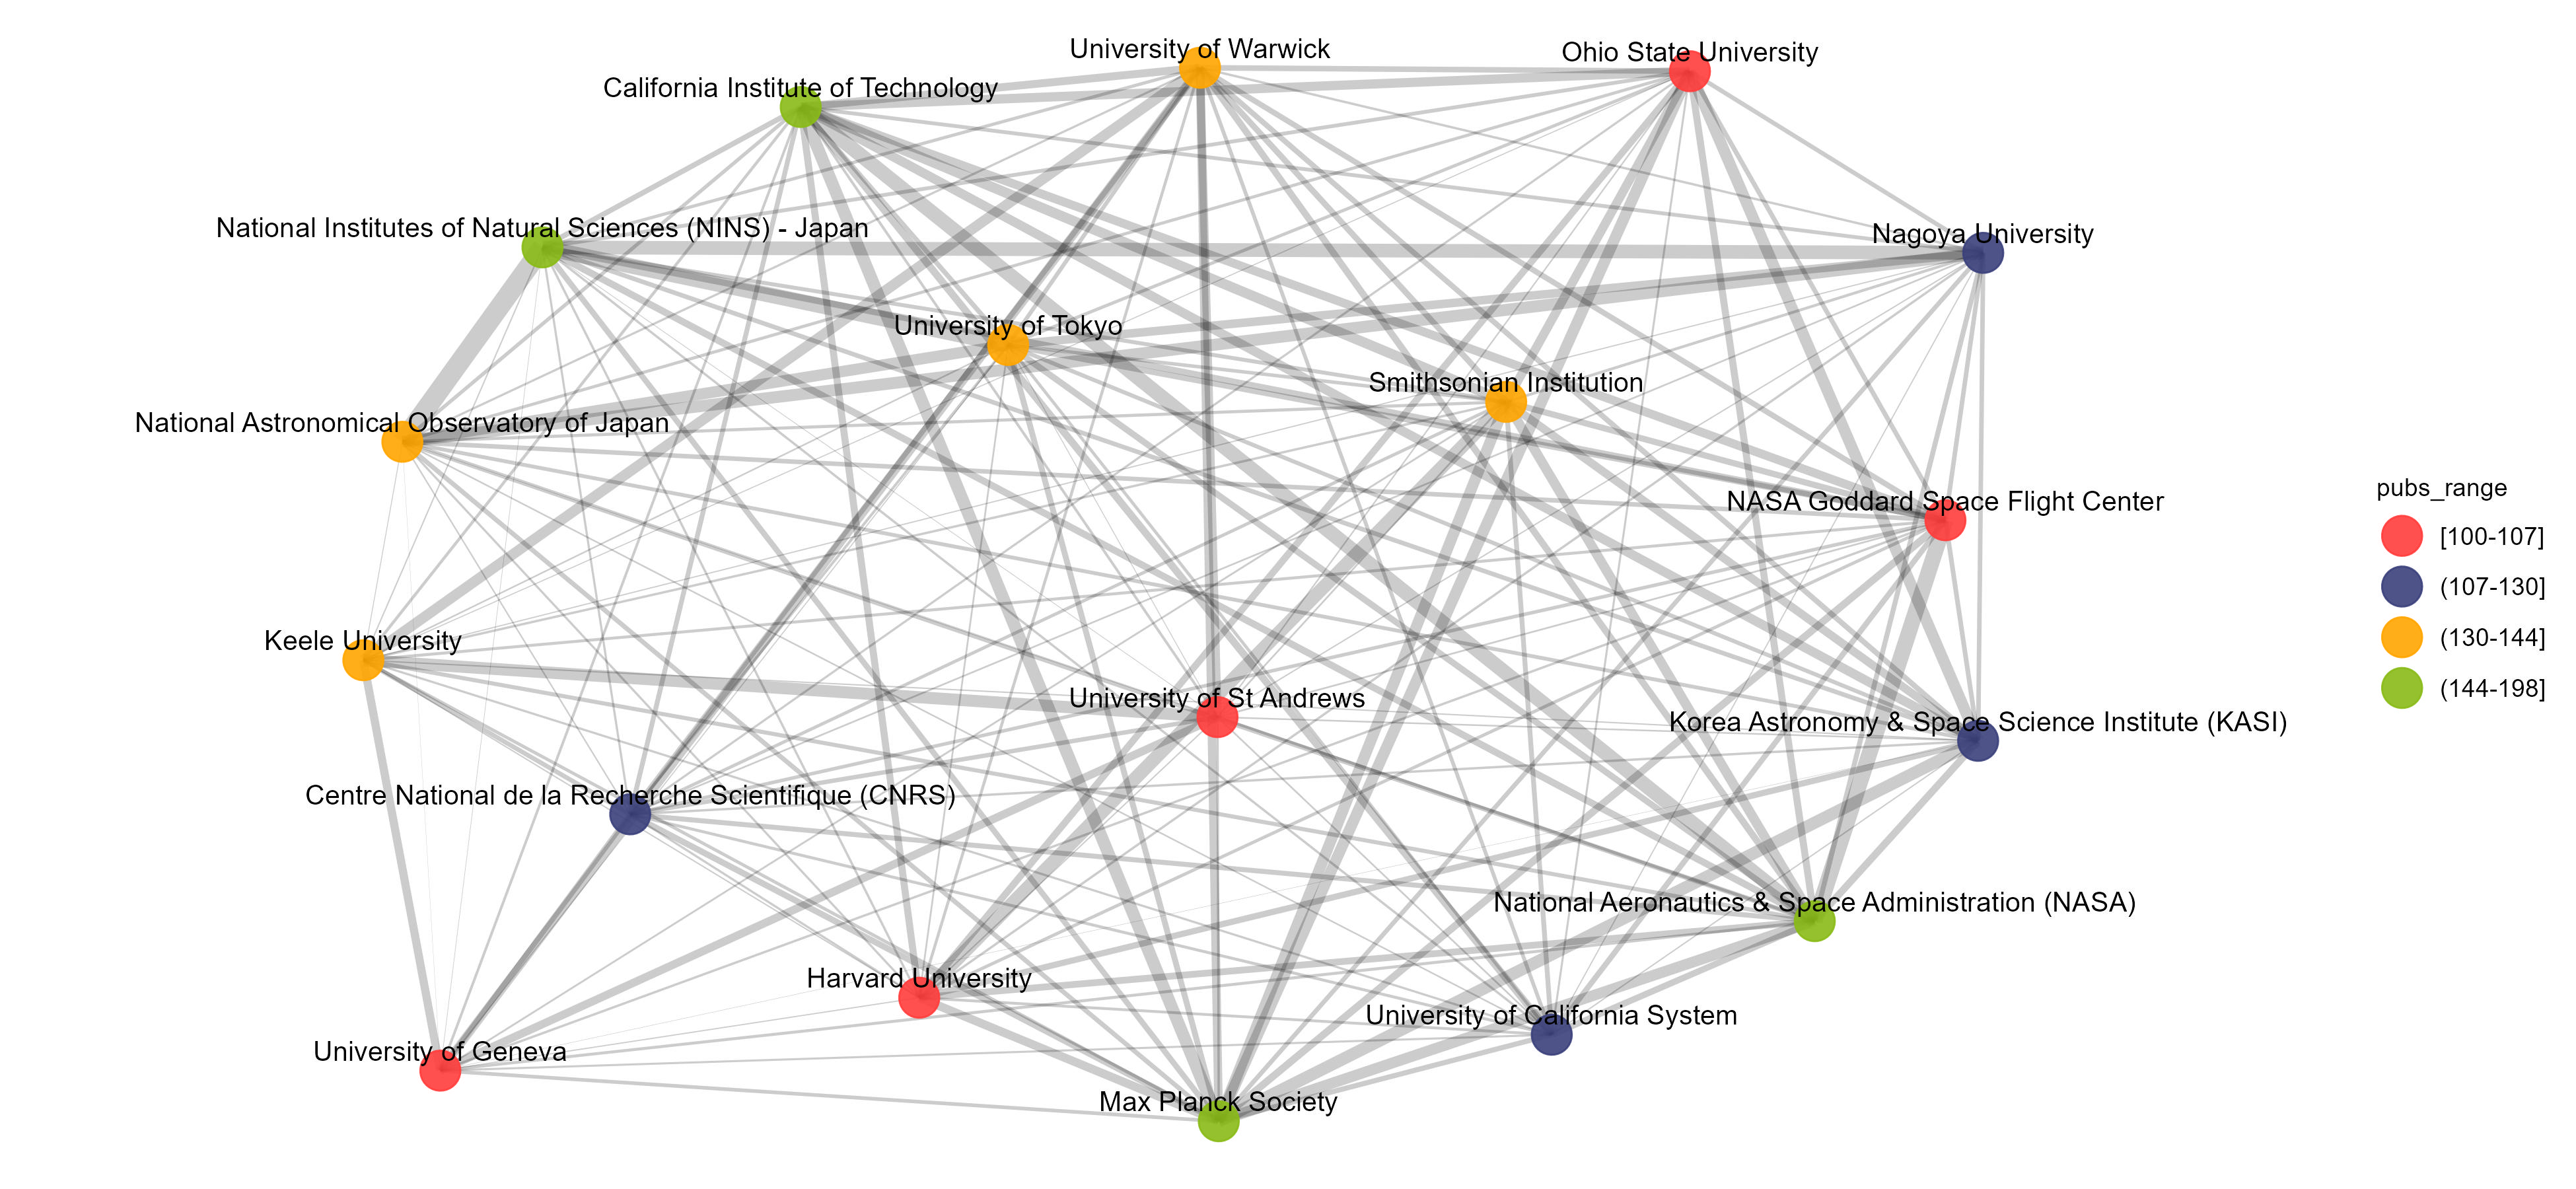 University of Warwick
Ohio State University
California Institute of Technology
National Institutes of Natural Sciences (NINS) - Japan
Nagoya University
University of Tokyo
Smithsonian Institution
National Astronomical Observatory of Japan
NASA Goddard Space Flight Center
pubs_range
[100-107]
(107-130]
(130-144]
(144-198]
Keele University
University of St Andrews
Korea Astronomy & Space Science Institute (KASI)
Centre National de la Recherche Scientifique (CNRS)
National Aeronautics & Space Administration (NASA)
Harvard University
University of California System
University of Geneva
Max Planck Society